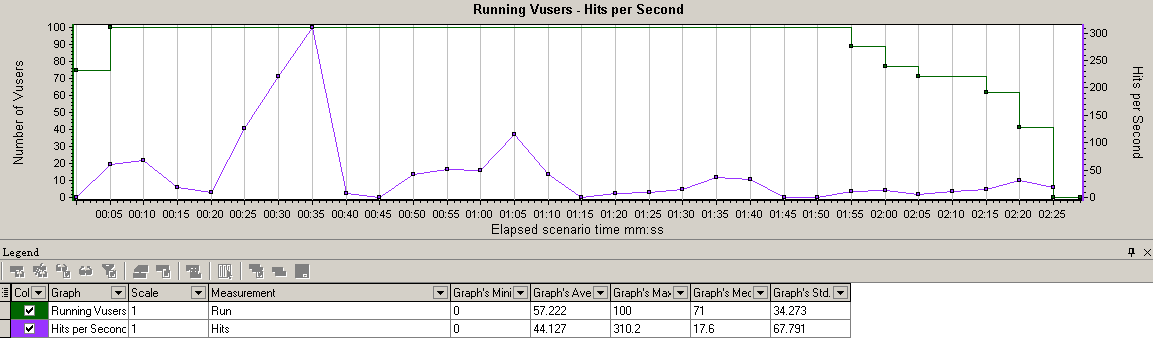 Running Vusers - Hits per Second
Number of Vusers
100
90
80
70
60
50
40
30
20
10
0
300
250
200
150
100
50
0
Hits per Second
00:05 00:10 00:15 00:20 00:25 00:30 00:35 00:40 00:45 00:50 00:55 01:00 01:05 01:10 01:15 01:20 01:25 01:30 01:35 01:40 01:45 01:50 01:55 02:00 02:05 02:10 02:15 02:20 02:25
Elapsed scenario time mm:ss
Legend
Col Graph Scale Measurement Graph's Mini Graph's Ave Graph's Max Graph's Med Graph's Std.
Running Vusers 1 Run 0 57.222 100 71 34.273
Hits per Second 1 Hits 0 44.127 310.2 17.6 67.791